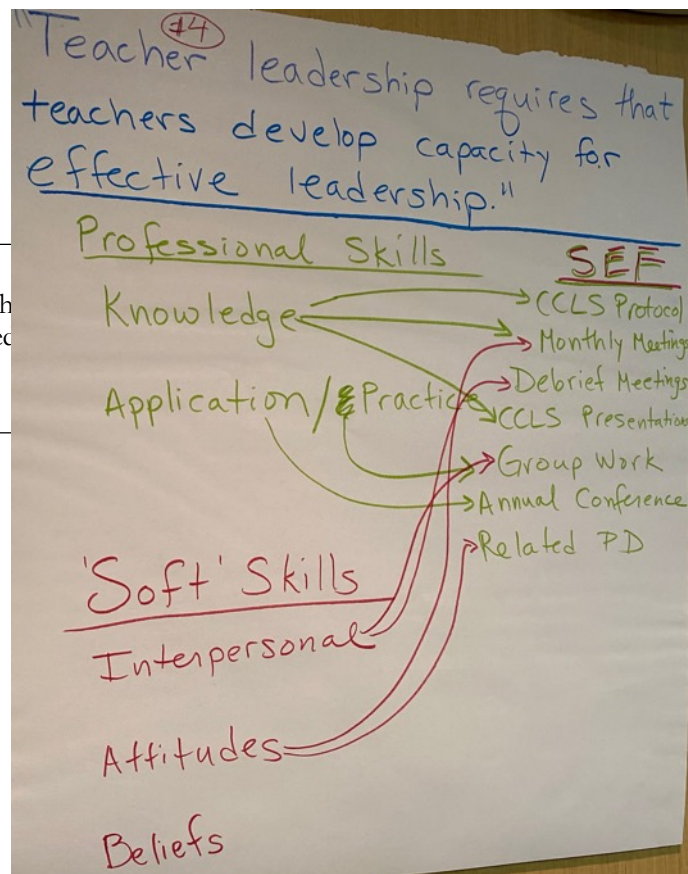 #4
"Teacher leadership requires that
teachers develop capacity for
effective leadership."
Professional Skills
SEF
Knowledge
CCLS Protocol
Monthly Meetings
Debrief Meetings
Application/Practice
CCLS Presentation
Group Work
Annual Conference
Related PD
'Soft' Skills
Interpersonal
Attitudes
Beliefs